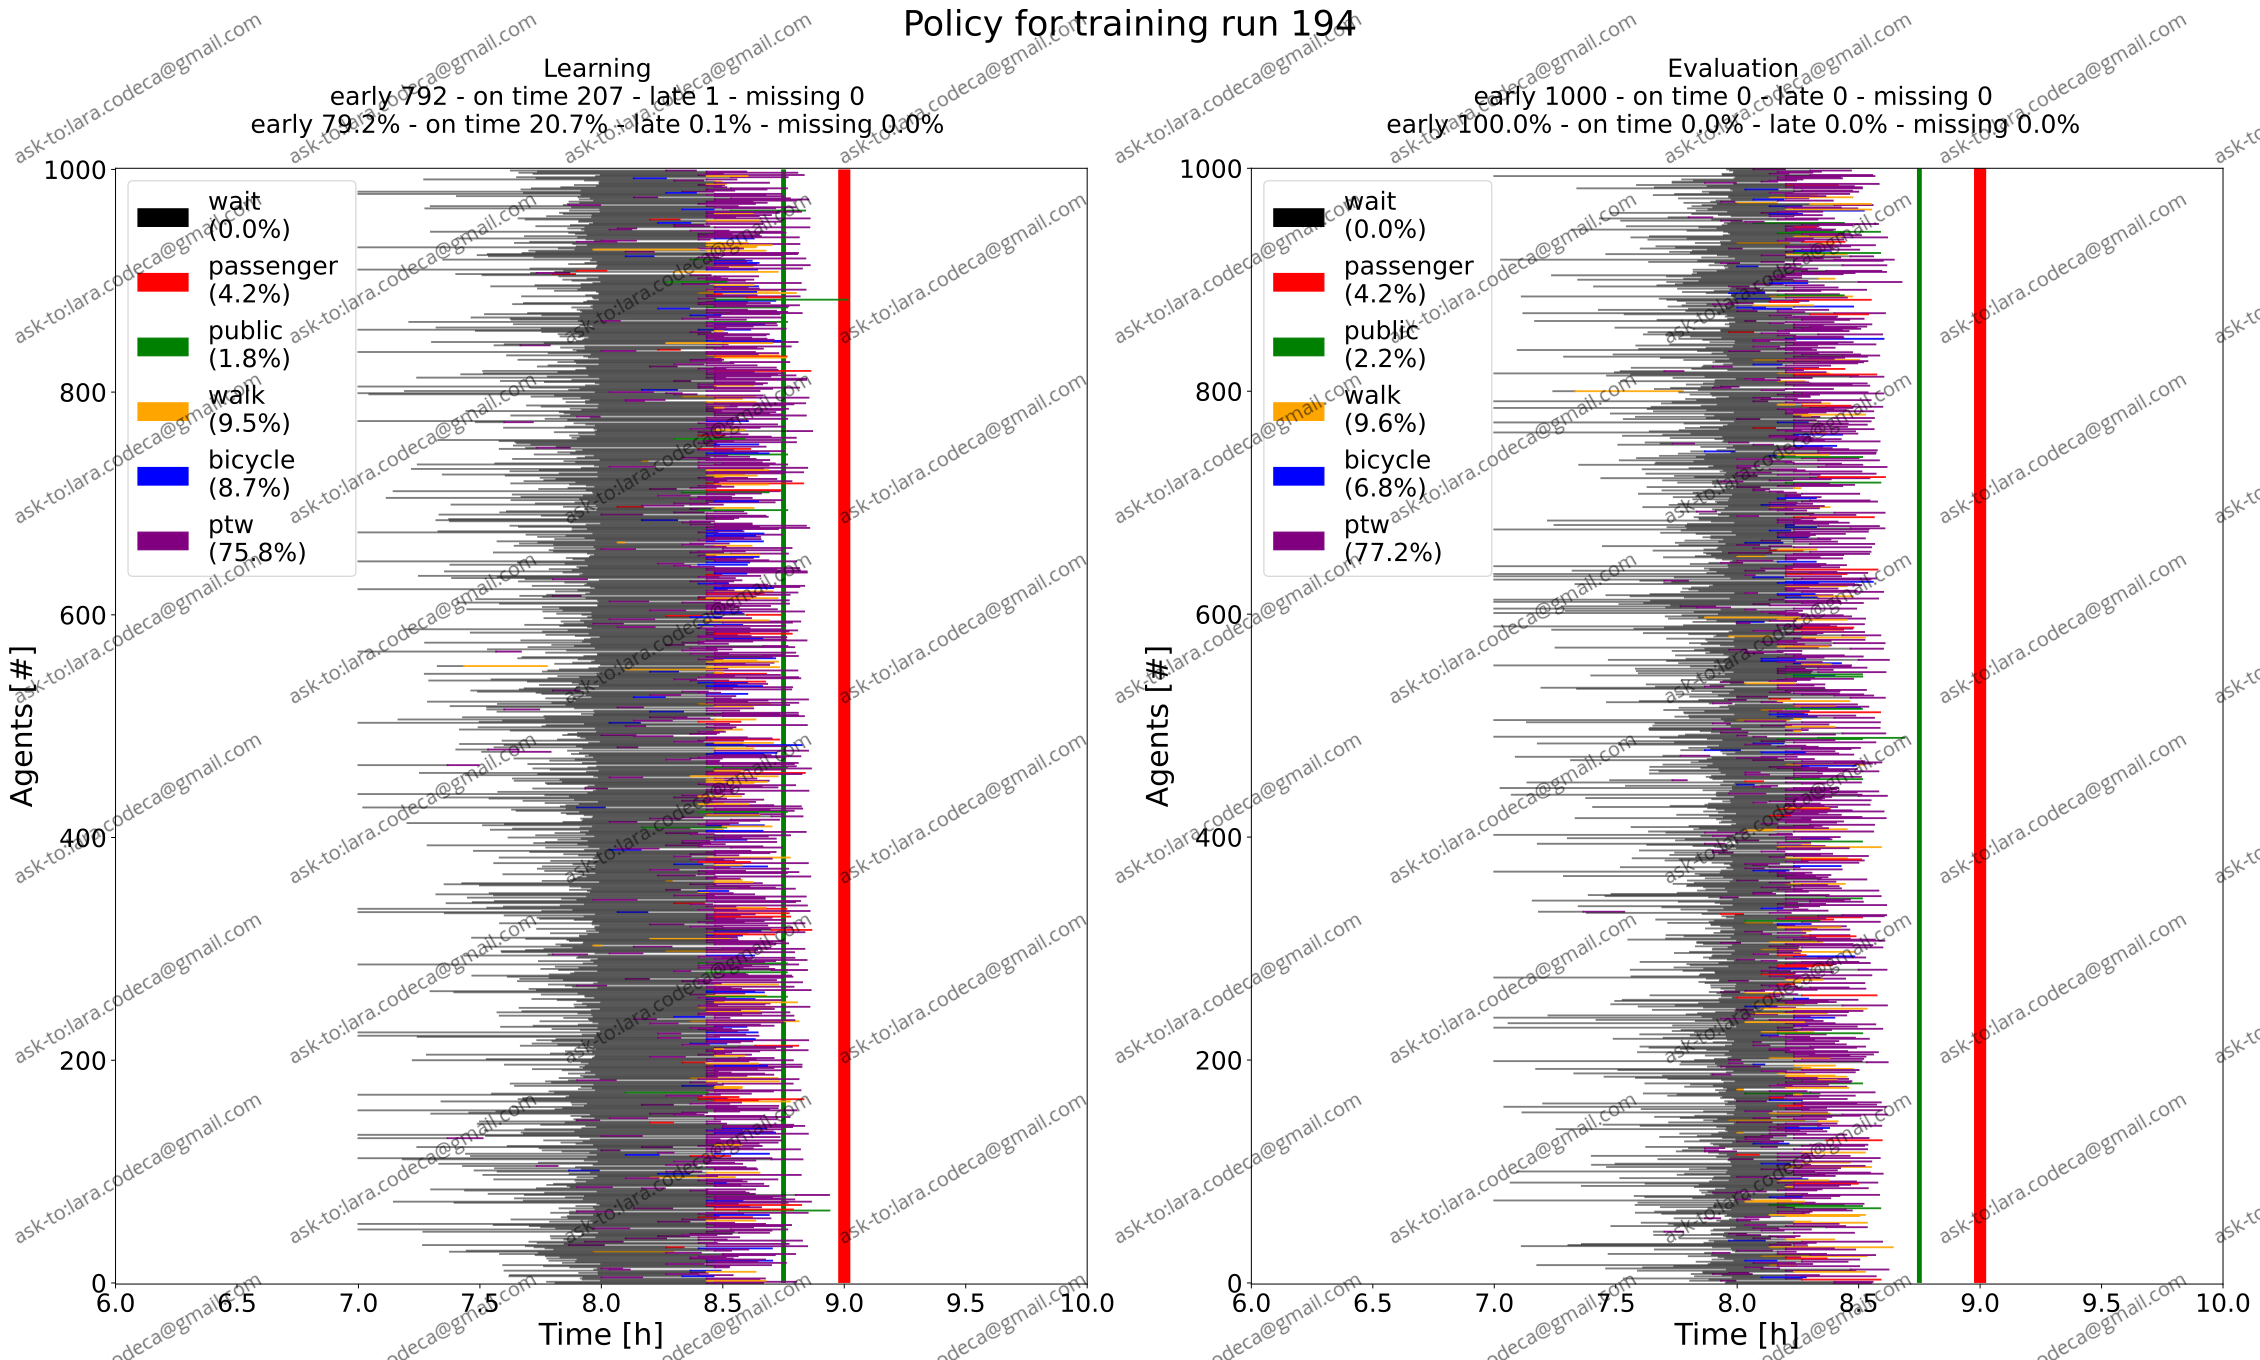 Policy for training run 194
Learning
early 792 - on time 207 - late 1 - missing 0
early 79.2% - on time 20.7% - late 0.1% - missing 0.0%
Evaluation
early 1000 - on time 0 - late 0 - missing 0
early 100.0% - on time 0.0% - late 0.0% - missing 0.0%
1000
800
600
400
200
0
Agents [#]
wait
(0.0%)
passenger
(4.2%)
public
(1.8%)
walk
(9.5%)
bicycle
(8.7%)
ptw
(75.8%)
6.0 6.5 7.0 7.5 8.0 8.5 9.0 9.5 10.0
Time [h]
1000
800
600
400
200
0
Agents [#]
wait
(0.0%)
passenger
(4.2%)
public
(2.2%)
walk
(9.6%)
bicycle
(6.8%)
ptw
(77.2%)
6.0 6.5 7.0 7.5 8.0 8.5 9.0 9.5 10.0
Time [h]
ask-to:lara.codeca@gmail.com